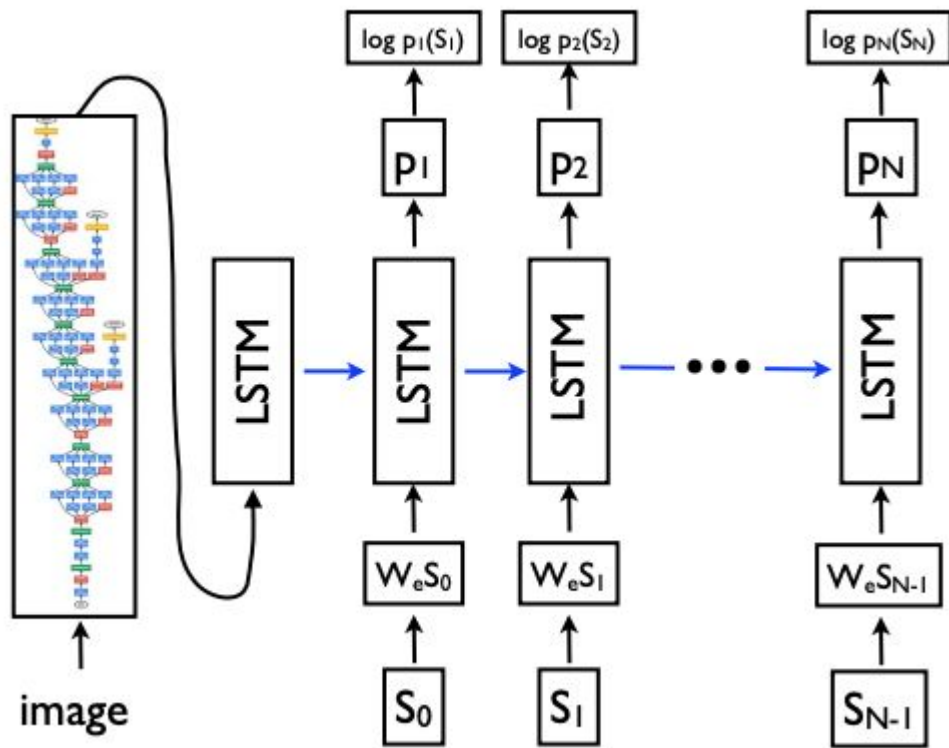 log p₁(S₁) log p₂(S₂) log pN(SN)
p₁ p₂ pN
LSTM LSTM LSTM LSTM
WₑS₀ WₑS₁ WₑSN-1
image S₀ S₁ SN-1